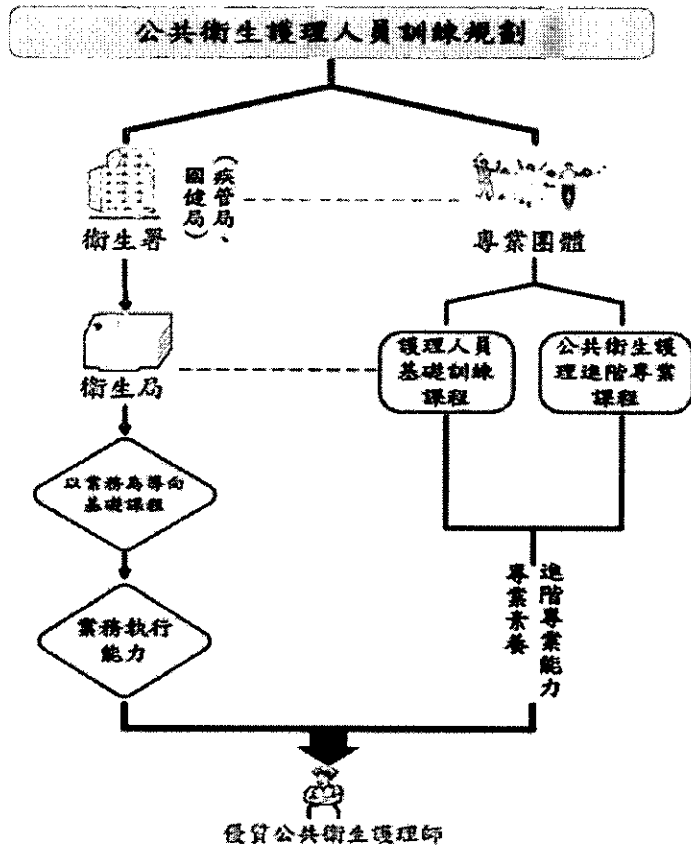 公共衛生護理人員訓練規劃
衛生署
（疾管局、
國健局）
專業團體
衛生局
護理人員
基礎訓練
課程
公共衛生護
理進階專業
課程
以業務為導向
基礎課程
業務執行
能力
進階專業能力
專業素養
優質公共衛生護理師